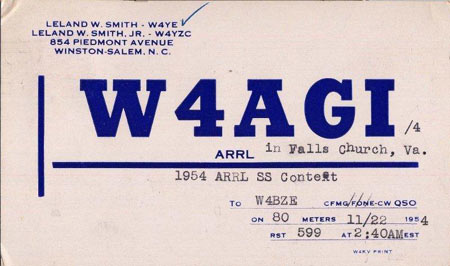 LELAND W. SMITH - W4YE
LELAND W. SMITH, JR. - W4YZC
854 PIEDMONT AVENUE
WINSTON-SALEM, N. C.
W4AGI/4
ARRL in Falls Church, Va.
1954 ARRL SS Contest
TO W4BZE CFMG/FONE-CW QSO
ON 80 METERS 11/22 1954
RST 599 AT 2:40AM EST
W4KV PRINT